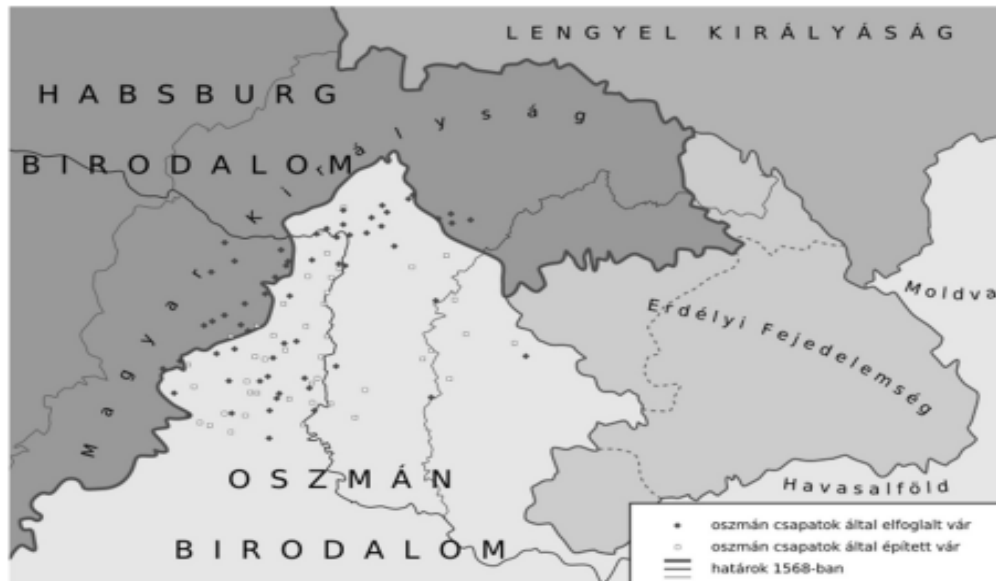 LENGYEL KIRÁLYSÁG
HABSBURG
BIRODALOM
Magyar Királyság
Moldva
Erdélyi Fejedelemség
Havasalföld
OSZMÁN
BIRODALOM
oszmán csapatok által elfoglalt vár
oszmán csapatok által épített vár
határok 1568-ban